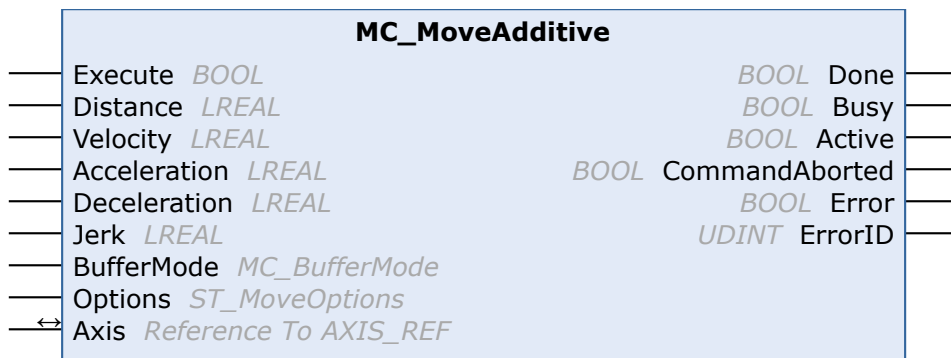 MC_MoveAdditive
Execute BOOL BOOL Done
Distance LREAL BOOL Busy
Velocity LREAL BOOL Active
Acceleration LREAL BOOL CommandAborted
Deceleration LREAL BOOL Error
Jerk LREAL UDINT ErrorID
BufferMode MC_BufferMode
Options ST_MoveOptions
↔ Axis Reference To AXIS_REF